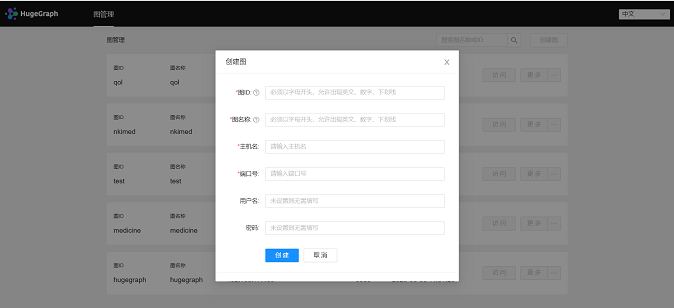 HugeGraph
图管理
中文
图管理
搜索图名称或ID
创建图
图ID 图名称
qol qol
访问 更多
图ID 图名称
nkimed nkimed
访问 更多
图ID 图名称
test test
访问 更多
图ID 图名称
medicine medicine
访问 更多
图ID 图名称
hugegraph hugegraph
访问 更多
创建图
*图ID: 必须以字母开头，允许出现英文、数字、下划线
*图名称: 必须以字母开头，允许出现英文、数字、下划线
*主机名: 请输入主机名
*端口号: 请输入端口号
用户名: 未设置则无需填写
密码: 未设置则无需填写
创建 取消